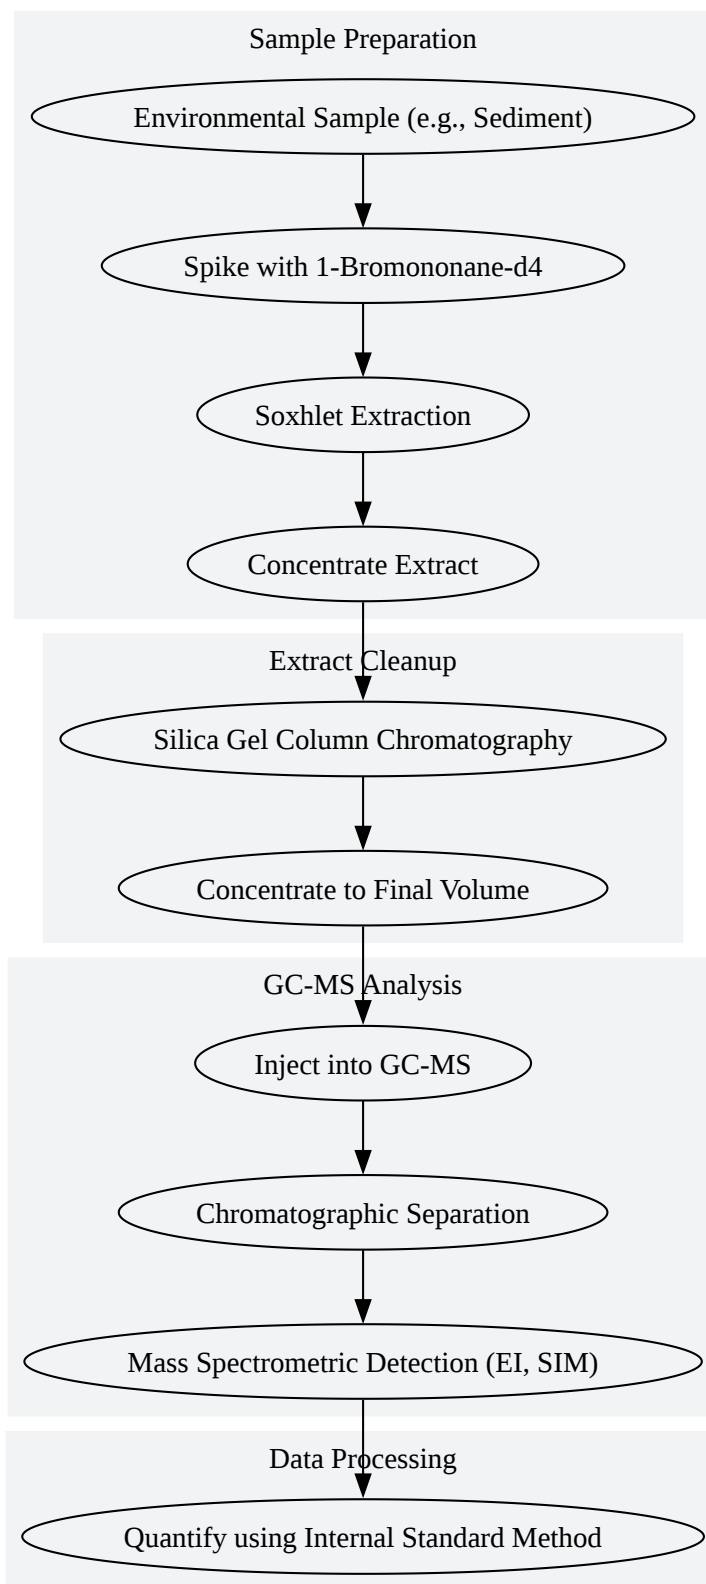 Sample Preparation
Environmental Sample (e.g., Sediment)
Spike with 1-Bromononane-d4
Soxhlet Extraction
Concentrate Extract
Extract Cleanup
Silica Gel Column Chromatography
Concentrate to Final Volume
GC-MS Analysis
Inject into GC-MS
Chromatographic Separation
Mass Spectrometric Detection (EI, SIM)
Data Processing
Quantify using Internal Standard Method